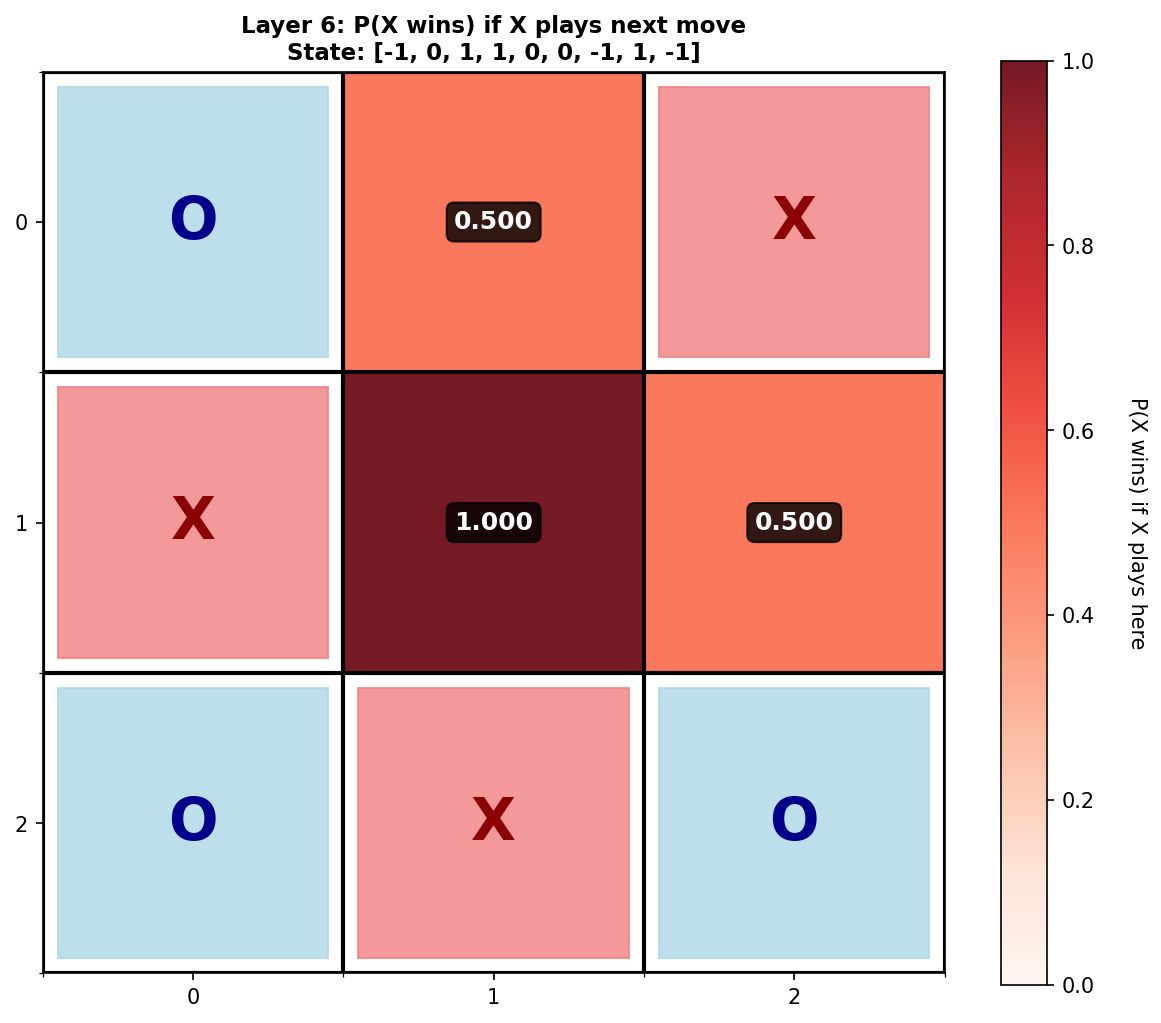 Layer 6: P(X wins) if X plays next move
State: [-1, 0, 1, 1, 0, 0, -1, 1, -1]
0
O
0.500
X
1
X
1.000
0.500
2
O
X
O
0
1
2
1.0
0.8
0.6
0.4
0.2
0.0
P(X wins) if X plays here